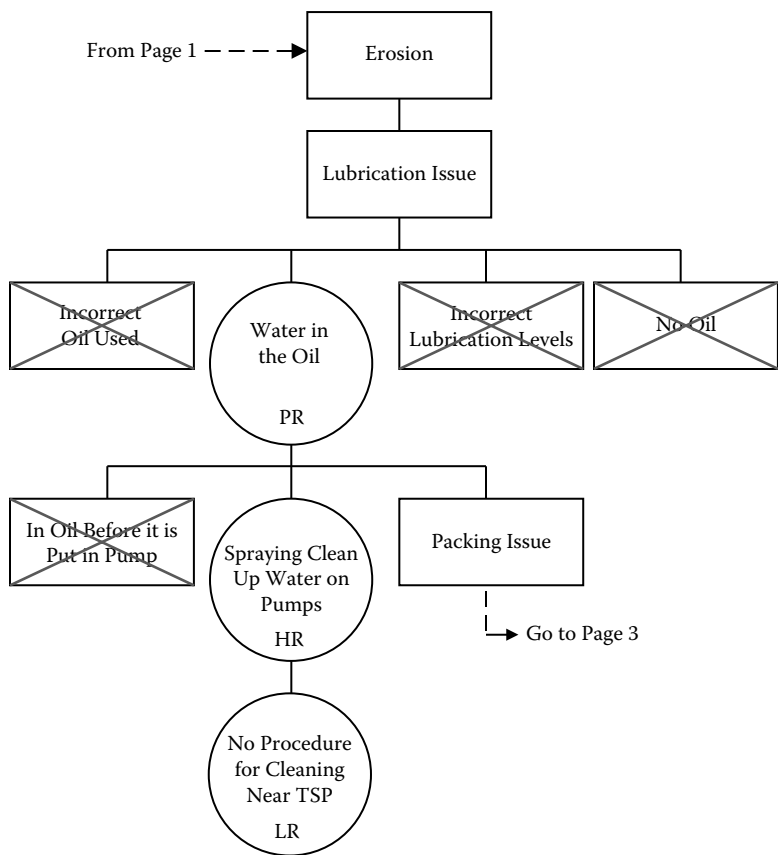 From Page 1
Erosion
Lubrication Issue
Incorrect
Oil Used
Water in
the Oil
PR
Incorrect
Lubrication Levels
No Oil
In Oil Before it is
Put in Pump
Spraying Clean
Up Water on
Pumps
HR
Packing Issue
Go to Page 3
No Procedure
for Cleaning
Near TSP
LR